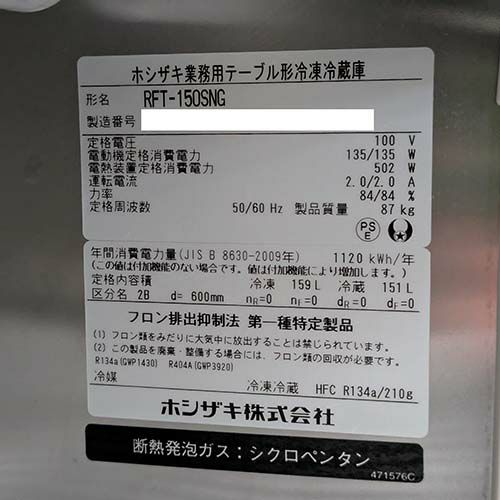 ホシザキ業務用テーブル形冷凍冷蔵庫
形名 RFT-150SNG
製造番号
定格電圧 100 V
電動機定格消費電力 135/135 W
電熱装置定格消費電力 502 W
運転電流 2.0/2.0 A
力率 84/84 %
定格周波数 50/60 Hz 製品質量 87 kg
PS
E
年間消費電力量(JIS B 8630-2009年) 1120 kWh/年
(この値は付加機能のない場合です。値は付加機能により増加します。)
定格内容積 冷凍 159L 冷蔵 151L
区分名 2B d= 600mm nR=0 nF=0 dR=0 dF=0
フロン排出抑制法 第一種特定製品
(1) フロン類をみだりに大気中に放出することは禁じられています。
(2) この製品を廃棄・整備する場合には、フロン類の回収が必要です。
R134a(GWP1430) R404A(GWP3920)
冷媒 冷凍冷蔵 HFC R134a/210g
ホシザキ株式会社
断熱発泡ガス：シクロペンタン
471576C